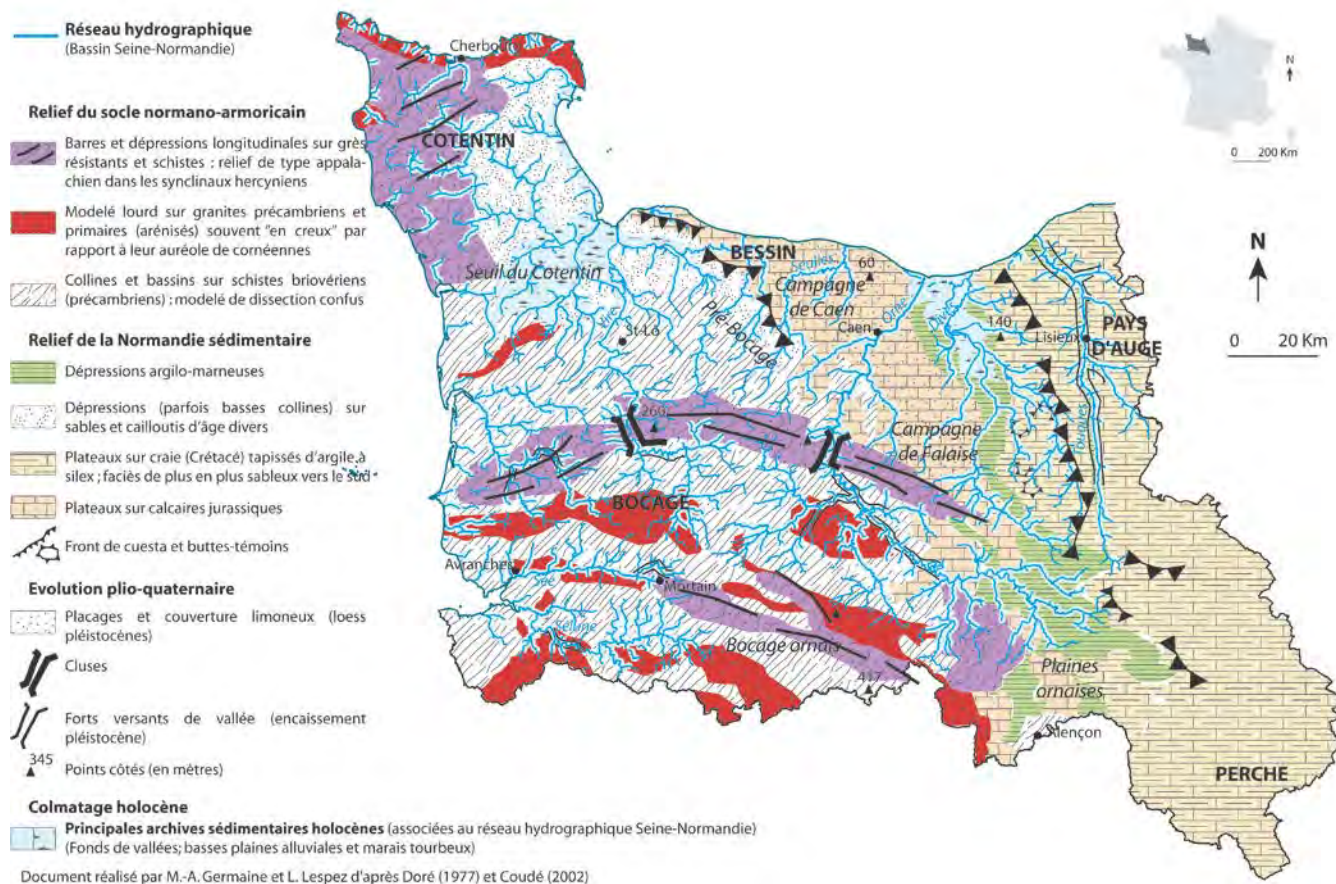 Réseau hydrographique
(Bassin Seine-Normandie)
Relief du socle normano-armoricain
Barres et dépressions longitudinales sur grès
résistants et schistes : relief de type appala-
chien dans les synclinaux hercyniens
Modelé lourd sur granites précambriens et
primaires (arénisés) souvent "en creux" par
rapport à leur auréole de cornéennes
Collines et bassins sur schistes briovériens
(précambriens) : modelé de dissection confus
Relief de la Normandie sédimentaire
Dépressions argilo-marneuses
Dépressions (parfois basses collines) sur
sables et cailloutis d'âge divers
Plateaux sur craie (Crétacé) tapissés d'argile à
silex ; faciès de plus en plus sableux vers le sud
Plateaux sur calcaires jurassiques
Front de cuesta et buttes-témoins
Evolution plio-quaternaire
Placages et couverture limoneux (loess
pléistocènes)
Cluses
Forts versants de vallée (encaissement
pléistocène)
345
Points côtés (en mètres)
Colmatage holocène
Principales archives sédimentaires holocènes (associées au réseau hydrographique Seine-Normandie)
(Fonds de vallées; basses plaines alluviales et marais tourbeux)
Document réalisé par M.-A. Germaine et L. Lespez d'après Doré (1977) et Coudé (2002)
Cherbourg
COTENTIN
Seuil du Cotentin
BESSIN
Seulles
60
Campagne
de Caen
Orne
Caen
Dives
140
Lisieux
PAYS
D'AUGE
Touques
Vire
St-Lô
Pré-Bocage
260
Campagne
de Falaise
BOCAGE
Avranches
Sée
Mortain
Sélune
Bocage ornais
417
Plaines
ornaises
Alençon
PERCHE
N
0 200 Km
N
0 20 Km